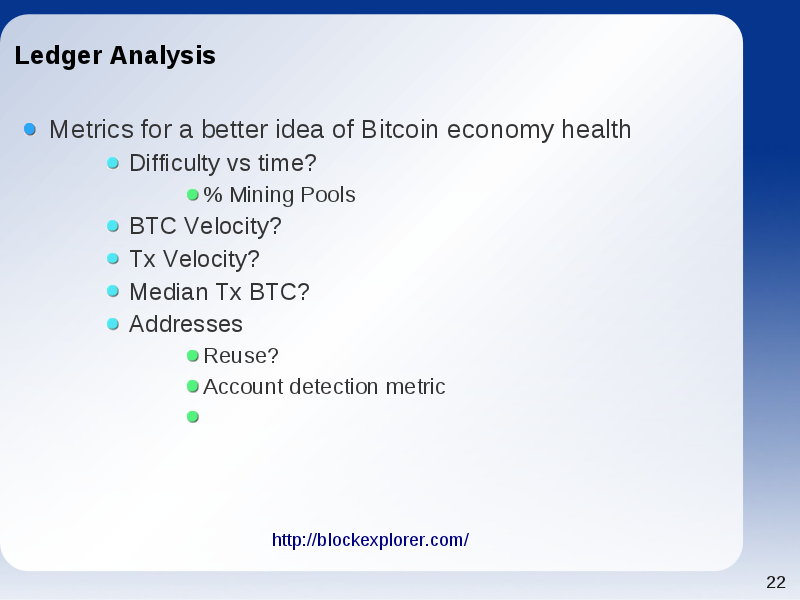 Ledger Analysis
Metrics for a better idea of Bitcoin economy health
Difficulty vs time?
% Mining Pools
BTC Velocity?
Tx Velocity?
Median Tx BTC?
Addresses
Reuse?
Account detection metric
http://blockexplorer.com/
22